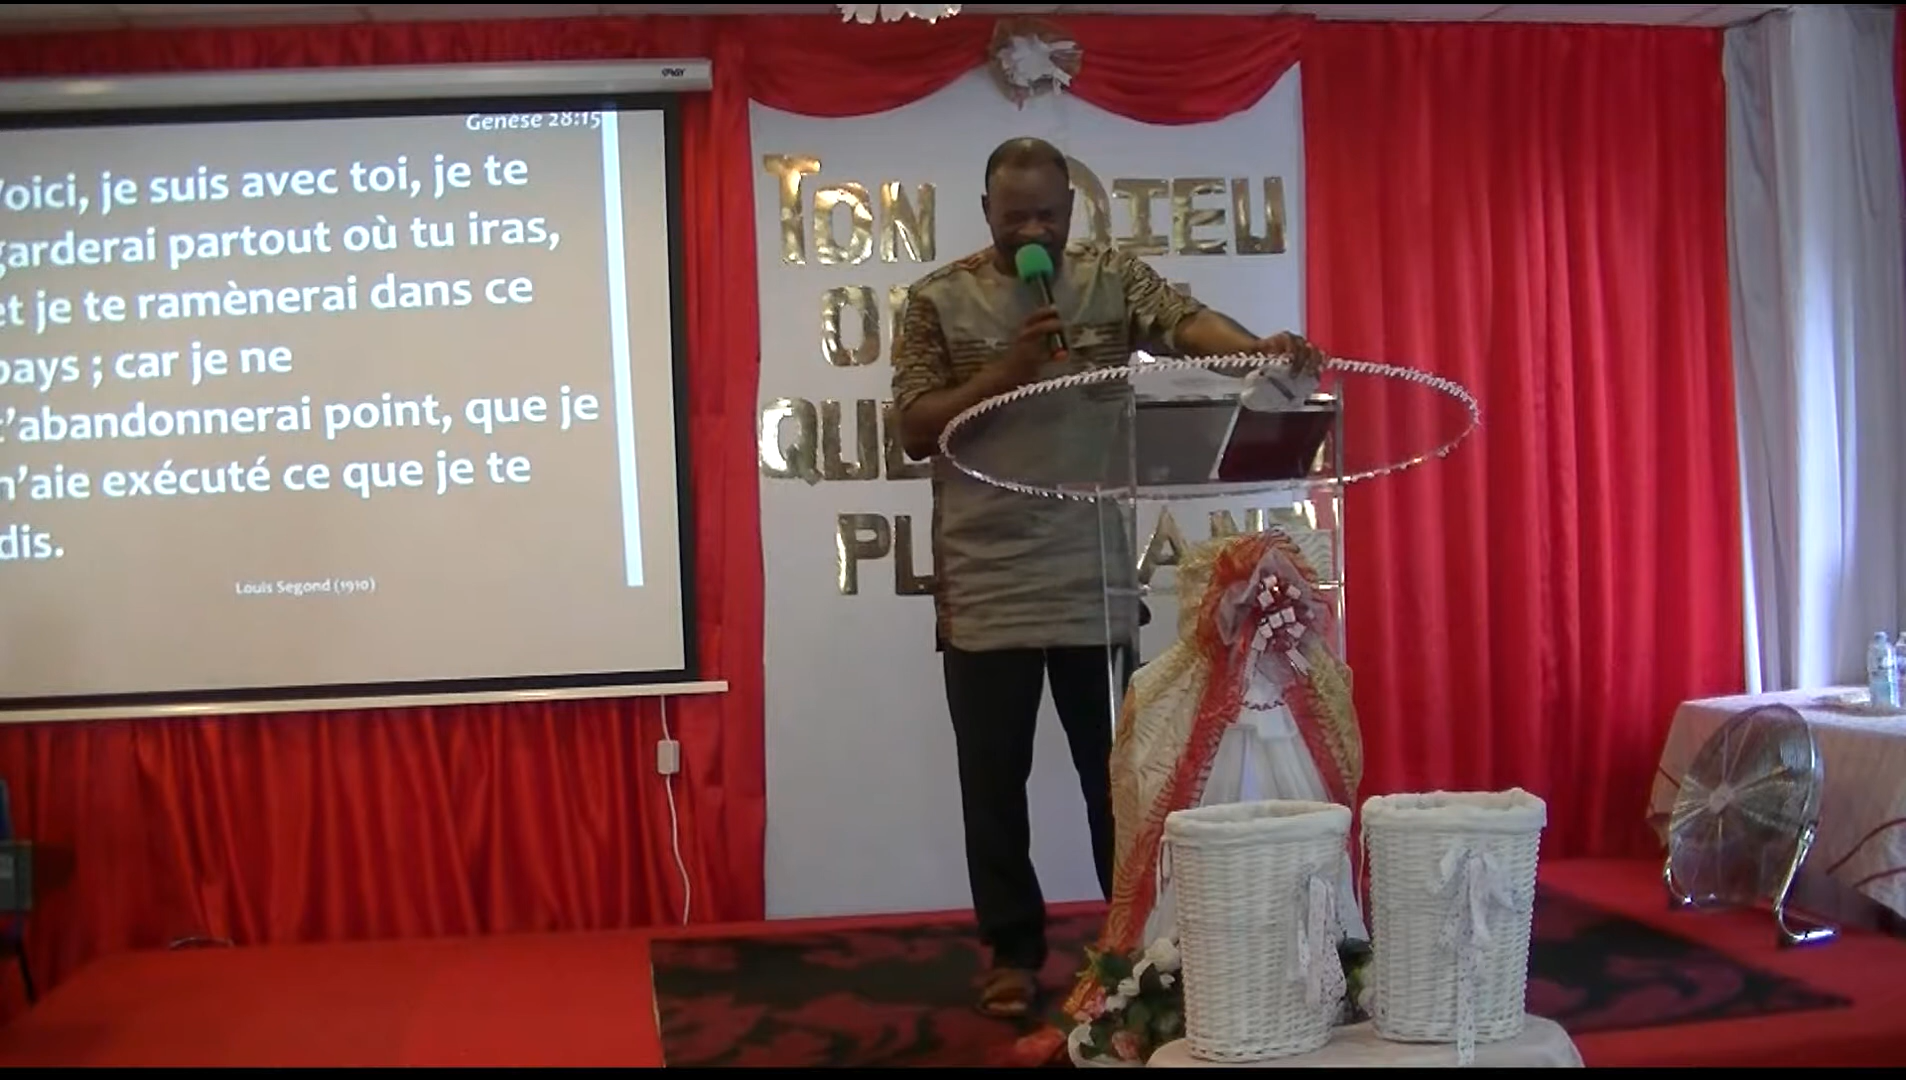 Genèse 28:15
oici, je suis avec toi, je te
garderai partout où tu iras,
et je te ramènerai dans ce
pays ; car je ne
t'abandonnerai point, que je
n'aie exécuté ce que je te
dis.
Louis Segond (1910)
TON DIEU